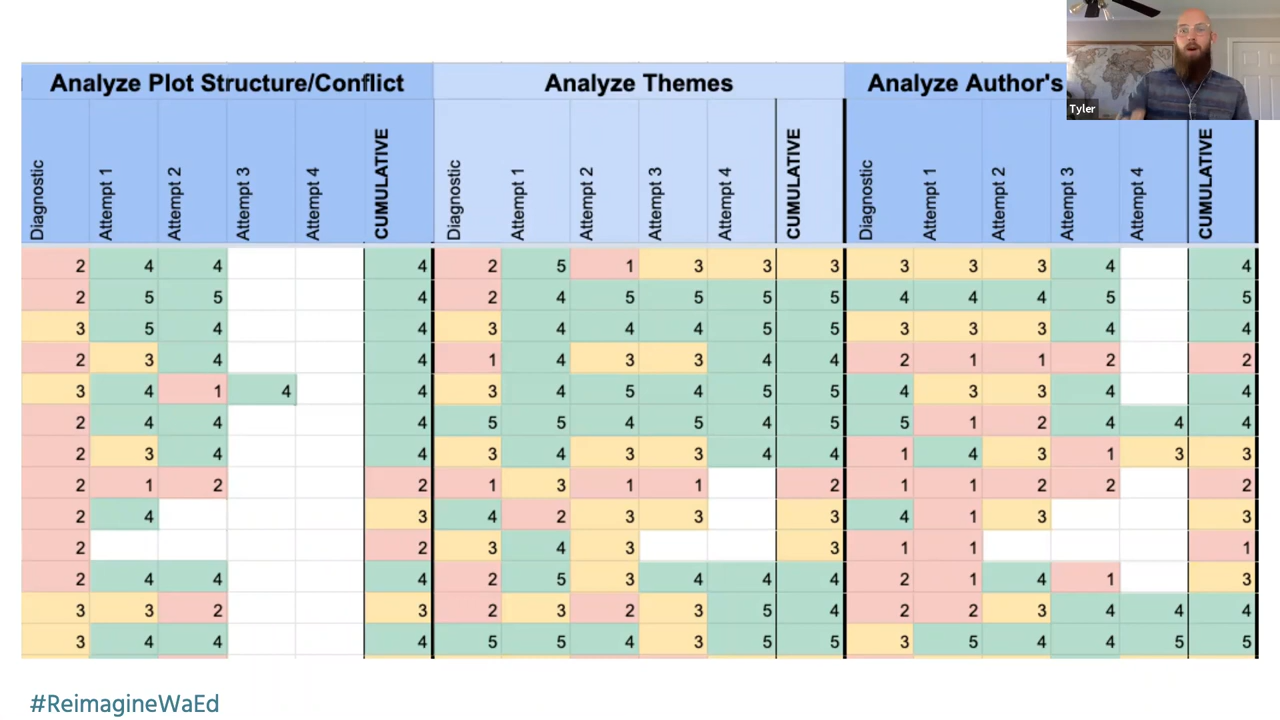 Analyze Plot Structure/Conflict Analyze Themes Analyze Author's
Tyler
Diagnostic Attempt 1 Attempt 2 Attempt 3 Attempt 4 CUMULATIVE Diagnostic Attempt 1 Attempt 2 Attempt 3 Attempt 4 CUMULATIVE Diagnostic Attempt 1 Attempt 2 Attempt 3 Attempt 4 CUMULATIVE
2 4 4 4 2 5 1 3 3 3 3 3 3 4 4
2 5 5 4 2 4 5 5 5 5 4 4 4 5 5
3 5 4 4 3 4 4 4 5 5 3 3 3 4 4
2 3 4 4 1 4 3 3 4 4 2 1 1 2 2
3 4 1 4 4 3 4 5 4 5 5 4 3 3 4 4
2 4 4 4 5 5 4 5 4 5 5 1 2 4 4 4
2 3 4 4 3 4 3 3 4 4 1 4 3 1 3 3
2 1 2 2 1 3 1 1 2 1 1 2 2 2
2 4 3 4 2 3 3 3 4 1 3 3
2 2 3 4 3 3 1 1 1
2 4 4 4 2 5 3 4 4 4 2 1 4 1 3
3 3 2 3 2 3 2 3 5 4 2 2 3 4 4 4
3 4 4 4 5 5 4 3 5 5 3 5 4 4 5 5
#ReimagineWaEd